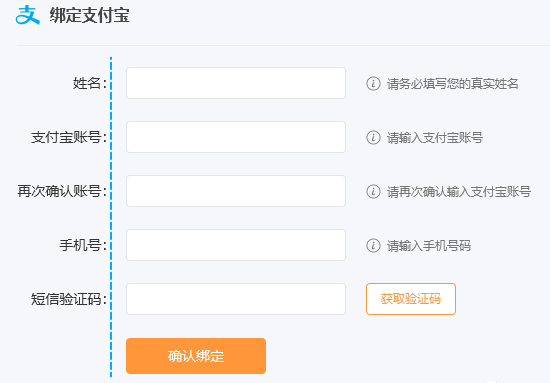 支 绑定支付宝
姓名： 请务必填写您的真实姓名
支付宝账号： 请输入支付宝账号
再次确认账号： 请再次确认输入支付宝账号
手机号： 请输入手机号码
短信验证码： 获取验证码
确认绑定